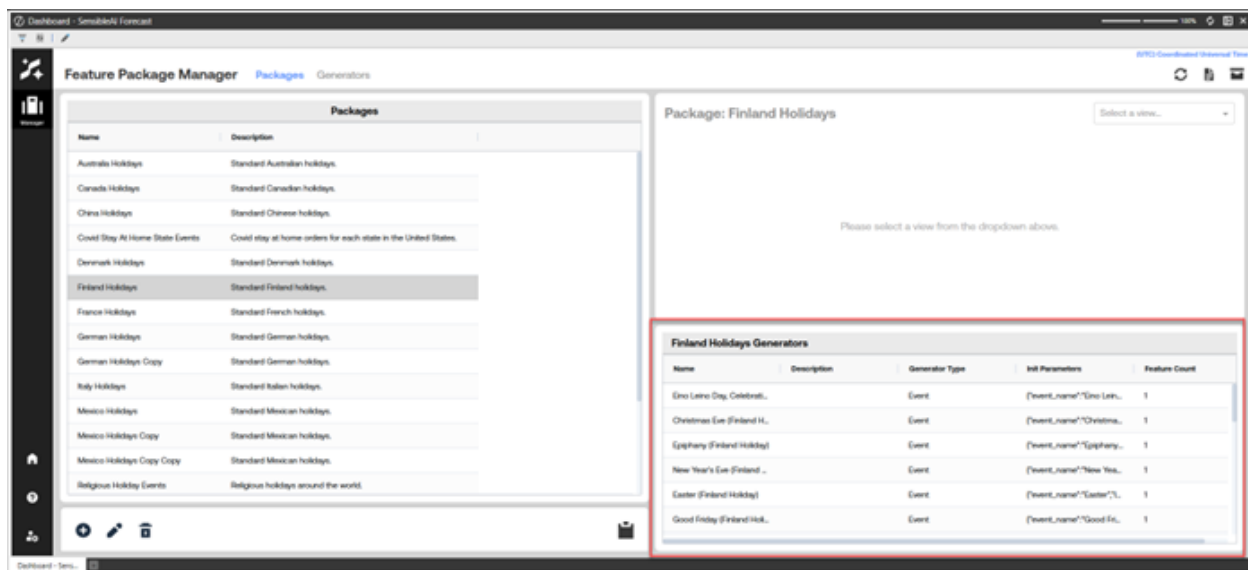 Dashboard - SensibleAI Forecast
100%
(UTC) Coordinated Universal Time
Feature Package Manager Packages Generators
Manager
Packages
Name Description
Australia Holidays Standard Australian holidays.
Canada Holidays Standard Canadian holidays.
China Holidays Standard Chinese holidays.
Covid Stay At Home State Events Covid stay at home orders for each state in the United States.
Denmark Holidays Standard Denmark holidays.
Finland Holidays Standard Finland holidays.
France Holidays Standard French holidays.
German Holidays Standard German holidays.
German Holidays Copy Standard German holidays.
Italy Holidays Standard Italian holidays.
Mexico Holidays Standard Mexican holidays.
Mexico Holidays Copy Standard Mexican holidays.
Mexico Holidays Copy Copy Standard Mexican holidays.
Religious Holiday Events Religious holidays around the world.
Package: Finland Holidays Select a view...
Please select a view from the dropdown above.
Finland Holidays Generators
Name Description Generator Type Init Parameters Feature Count
Eino Leino Day, Celebrati... Event {"event_name":"Eino Lein... 1
Christmas Eve (Finland H... Event {"event_name":"Christma... 1
Epiphany (Finland Holiday) Event {"event_name":"Epiphany... 1
New Year's Eve (Finland ... Event {"event_name":"New Yea... 1
Easter (Finland Holiday) Event {"event_name":"Easter","l... 1
Good Friday (Finland Holi... Event {"event_name":"Good Fri... 1
Dashboard - Sens...